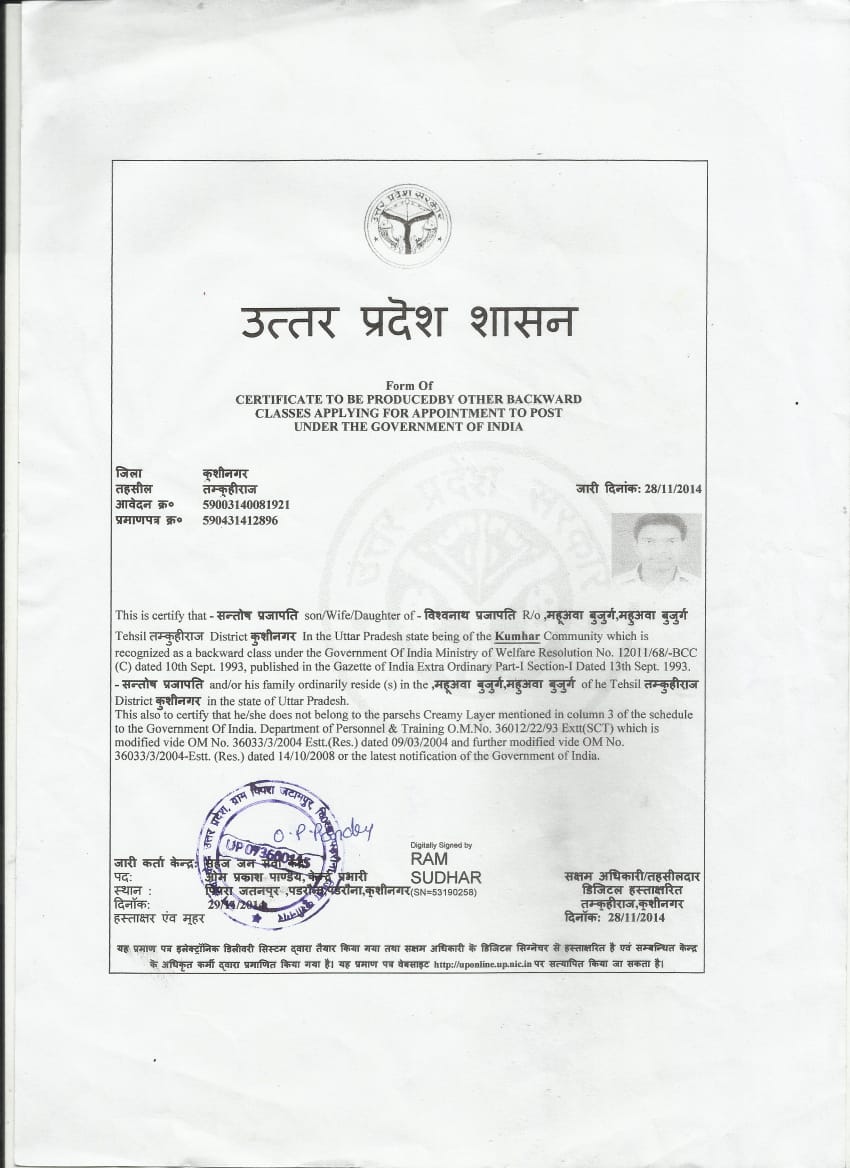 उत्तर प्रदेश सरकार
उत्तर प्रदेश शासन
Form Of
CERTIFICATE TO BE PRODUCEDBY OTHER BACKWARD
CLASSES APPLYING FOR APPOINTMENT TO POST
UNDER THE GOVERNMENT OF INDIA
जिला कुशीनगर
तहसील तम्कुहीराज जारी दिनांक: 28/11/2014
आवेदन क्र० 59003140081921
प्रमाणपत्र क्र० 590431412896
This is certify that - सन्तोष प्रजापति son/Wife/Daughter of - विश्वनाथ प्रजापति R/o ,महूअवा बुजुर्ग,महुअवा बुजुर्ग
Tehsil तम्कुहीराज District कुशीनगर In the Uttar Pradesh state being of the Kumhar Community which is
recognized as a backward class under the Government Of India Ministry of Welfare Resolution No. 12011/68/-BCC
(C) dated 10th Sept. 1993, published in the Gazette of India Extra Ordinary Part-I Section-I Dated 13th Sept. 1993.
- सन्तोष प्रजापति and/or his family ordinarily reside (s) in the ,महूअवा बुजुर्ग,महुअवा बुजुर्ग of he Tehsil तम्कुहीराज
District कुशीनगर in the state of Uttar Pradesh.
This also to certify that he/she does not belong to the parsehs Creamy Layer mentioned in column 3 of the schedule
to the Government Of India. Department of Personnel & Training O.M.No. 36012/22/93 Extt(SCT) which is
modified vide OM No. 36033/3/2004 Estt.(Res.) dated 09/03/2004 and further modified vide OM No.
36033/3/2004-Estt. (Res.) dated 14/10/2008 or the latest notification of the Government of India.
O.P.Pandey
Digitally Signed by
RAM
SUDHAR
(SN=53190258)
जारी कर्ता केन्द्र: सहज जन सेवा केन्द्र
पद: ओम प्रकाश पाण्डेय,केन्द्र प्रभारी
स्थान : पिपरा जतनपूर ,पडरौना,पडरौना,कुशीनगर
दिनांक: 29/11/2014
हस्ताक्षर एंव मूहर
सक्षम अधिकारी/तहसीलदार
डिजिटल हस्ताक्षरित
तम्कुहीराज,कुशीनगर
दिनांक: 28/11/2014
यह प्रमाण पत्र इलेक्ट्रॉनिक डिलीवरी सिस्टम द्वारा तैयार किया गया तथा सक्षम अधिकारी के डिजिटल सिग्नेचर से हस्ताक्षरित है एवं सम्बन्धित केन्द्र
के अधिकृत कर्मी द्वारा प्रमाणित किया गया है। यह प्रमाण पत्र वेबसाइट http://uponline.up.nic.in पर सत्यापित किया जा सकता है।